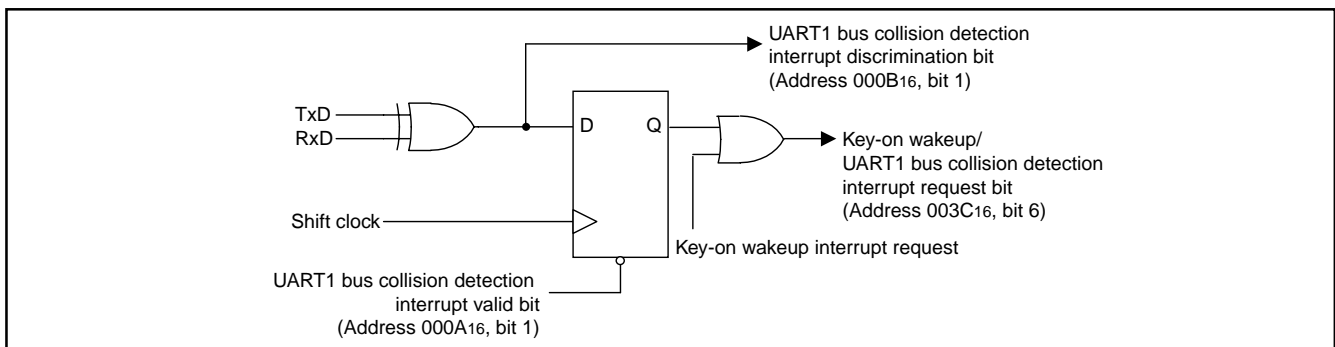 UART1 bus collision detection
interrupt discrimination bit
(Address 000B16, bit 1)
TxD
RxD
D
Q
Key-on wakeup/
UART1 bus collision detection
interrupt request bit
(Address 003C16, bit 6)
Shift clock
Key-on wakeup interrupt request
UART1 bus collision detection
interrupt valid bit
(Address 000A16, bit 1)